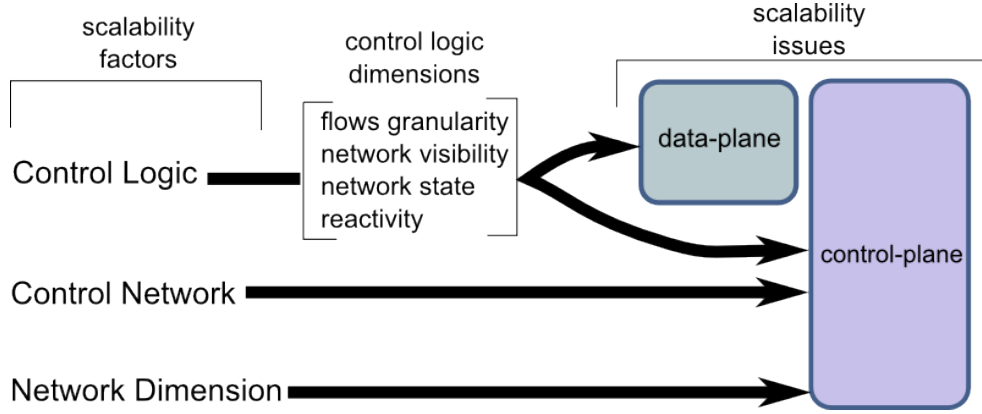 scalability
factors
control logic
dimensions
scalability
issues
flows granularity
network visibility
network state
reactivity
Control Logic
data-plane
control-plane
Control Network
Network Dimension